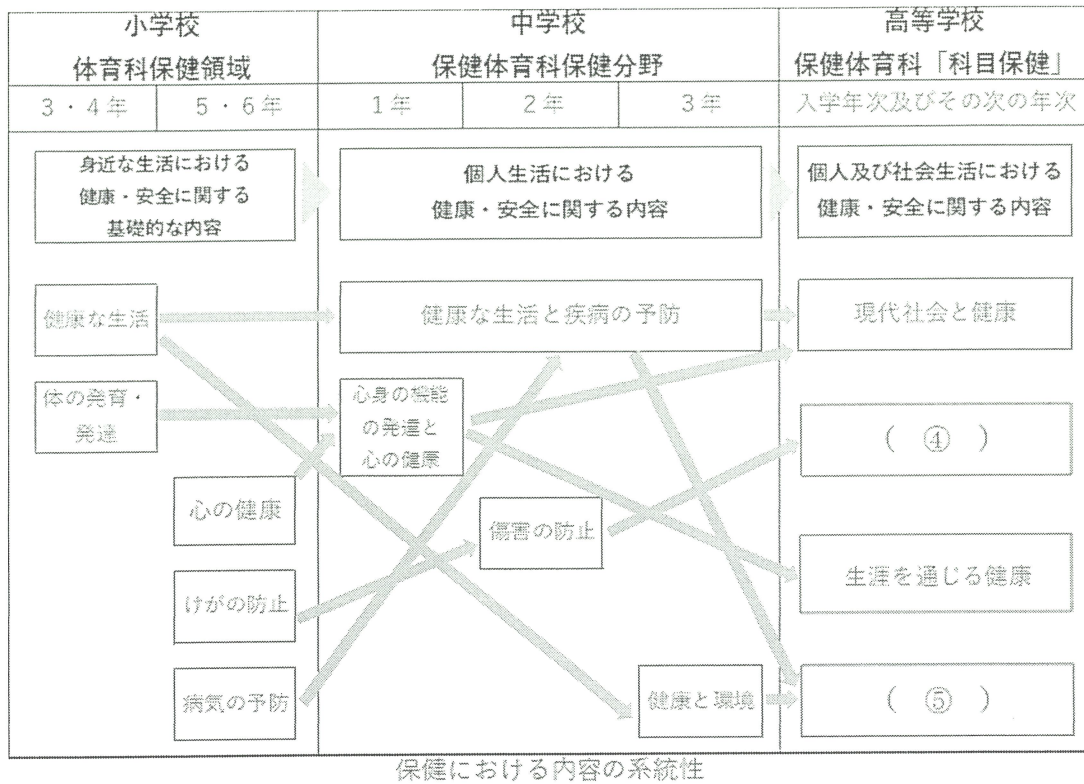 小学校
体育科保健領域
中学校
保健体育科保健分野
高等学校
保健体育科「科目保健」
3・4年
5・6年
1年
2年
3年
入学年次及びその次の年次
身近な生活における
健康・安全に関する
基礎的な内容
個人生活における
健康・安全に関する内容
個人及び社会生活における
健康・安全に関する内容
健康な生活
健康な生活と疾病の予防
現代社会と健康
体の発育・
発達
心身の機能
の発達と
心の健康
( ④ )
心の健康
傷害の防止
生涯を通じる健康
けがの防止
病気の予防
健康と環境
( ⑤ )
保健における内容の系統性